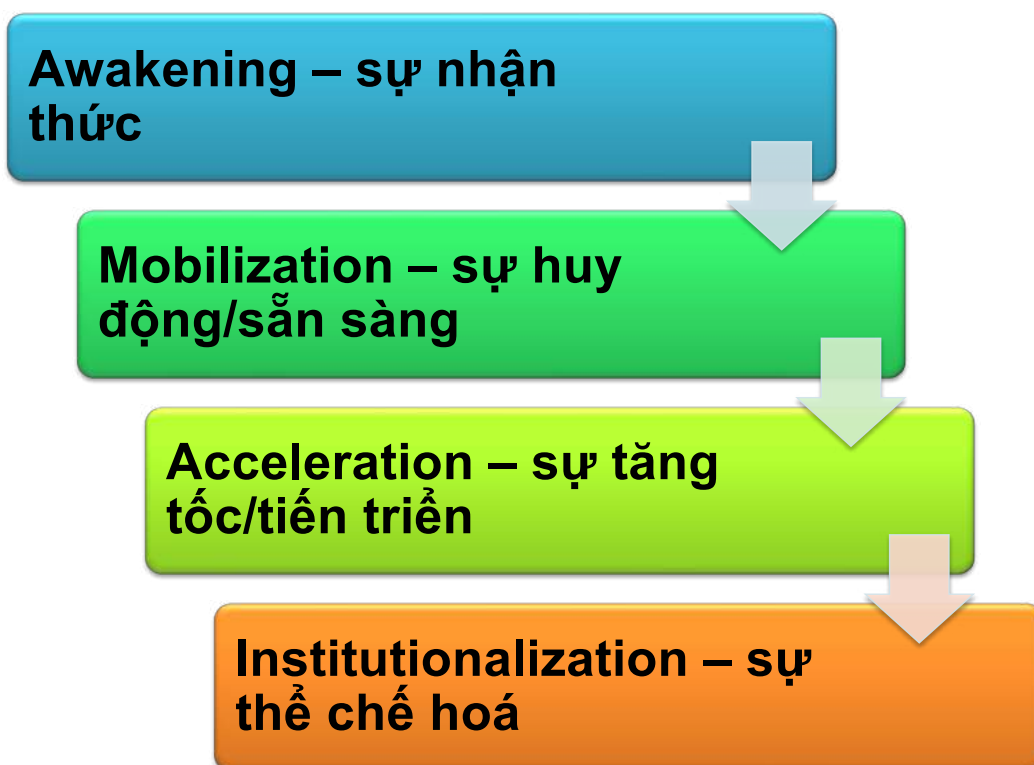 Awakening – sự nhận
thức
Mobilization – sự huy
động/sẵn sàng
Acceleration – sự tăng
tốc/tiến triển
Institutionalization – sự
thể chế hoá